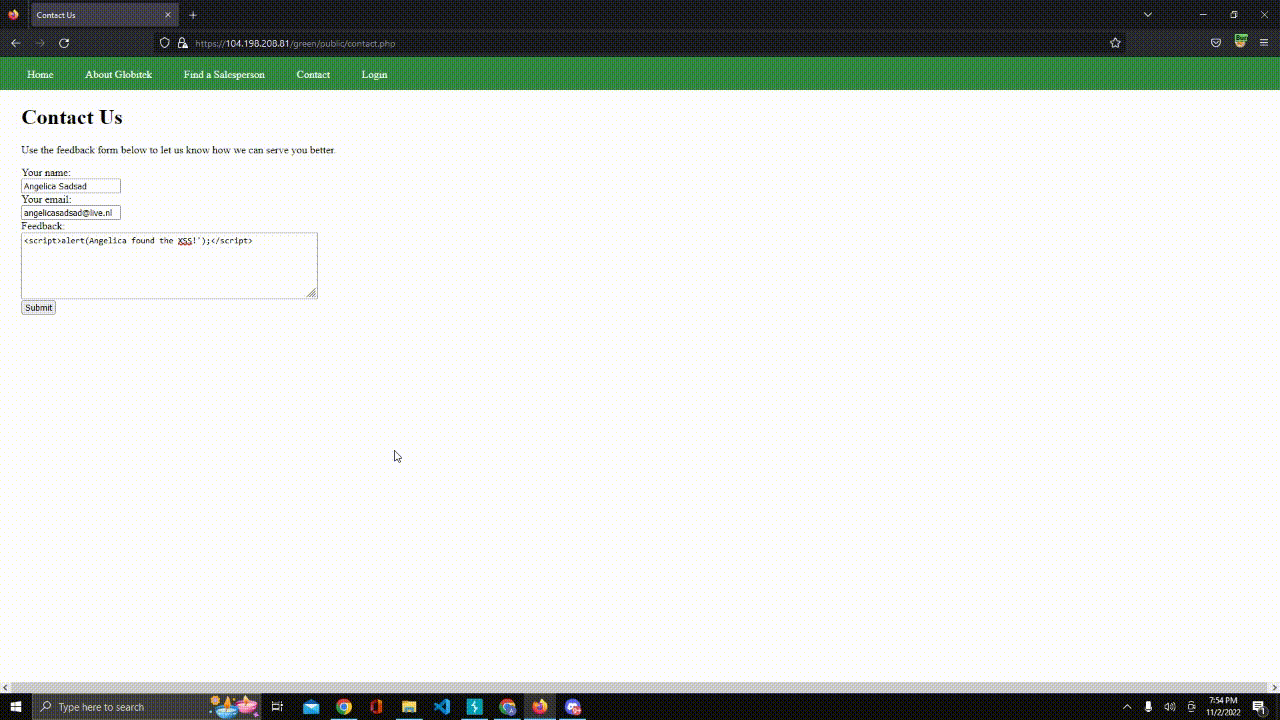 Contact Us
https://104.198.208.81/green/public/contact.php
Home About Globitek Find a Salesperson Contact Login
Contact Us
Use the feedback form below to let us know how we can serve you better.
Your name:
Angelica Sadsad
Your email:
angelicasadsad@live.nl
Feedback:
<script>alert(Angelica found the XSS!');</script>
Submit
Type here to search
7:54 PM
11/2/2022